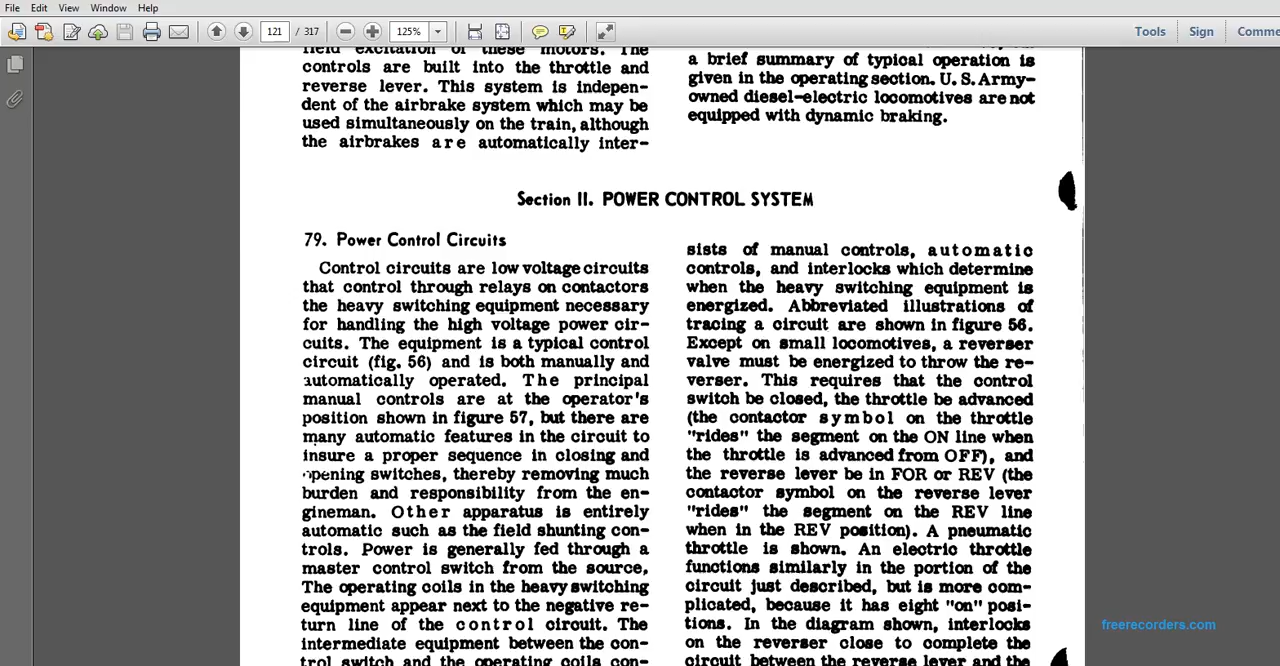 File Edit View Window Help
121 / 317 125% Tools Sign Comme
field excitation of these motors. The
controls are built into the throttle and
reverse lever. This system is indepen-
dent of the airbrake system which may be
used simultaneously on the train, although
the airbrakes are automatically inter-
a brief summary of typical operation is
given in the operating section. U. S. Army-
owned diesel-electric locomotives are not
equipped with dynamic braking.
Section II. POWER CONTROL SYSTEM
79. Power Control Circuits
Control circuits are low voltage circuits
that control through relays on contactors
the heavy switching equipment necessary
for handling the high voltage power cir-
cuits. The equipment is a typical control
circuit (fig. 56) and is both manually and
automatically operated. The principal
manual controls are at the operator's
position shown in figure 57, but there are
many automatic features in the circuit to
insure a proper sequence in closing and
opening switches, thereby removing much
burden and responsibility from the en-
gineman. Other apparatus is entirely
automatic such as the field shunting con-
trols. Power is generally fed through a
master control switch from the source.
The operating coils in the heavy switching
equipment appear next to the negative re-
turn line of the control circuit. The
intermediate equipment between the con-
trol switch and the operating coils con-
sists of manual controls, automatic
controls, and interlocks which determine
when the heavy switching equipment is
energized. Abbreviated illustrations of
tracing a circuit are shown in figure 56.
Except on small locomotives, a reverser
valve must be energized to throw the re-
verser. This requires that the control
switch be closed, the throttle be advanced
(the contactor symbol on the throttle
"rides" the segment on the ON line when
the throttle is advanced from OFF), and
the reverse lever be in FOR or REV (the
contactor symbol on the reverse lever
"rides" the segment on the REV line
when in the REV position). A pneumatic
throttle is shown. An electric throttle
functions similarly in the portion of the
circuit just described, but is more com-
plicated, because it has eight "on" posi-
tions. In the diagram shown, interlocks
on the reverser close to complete the
circuit between the reverse lever and the
freerecorders.com